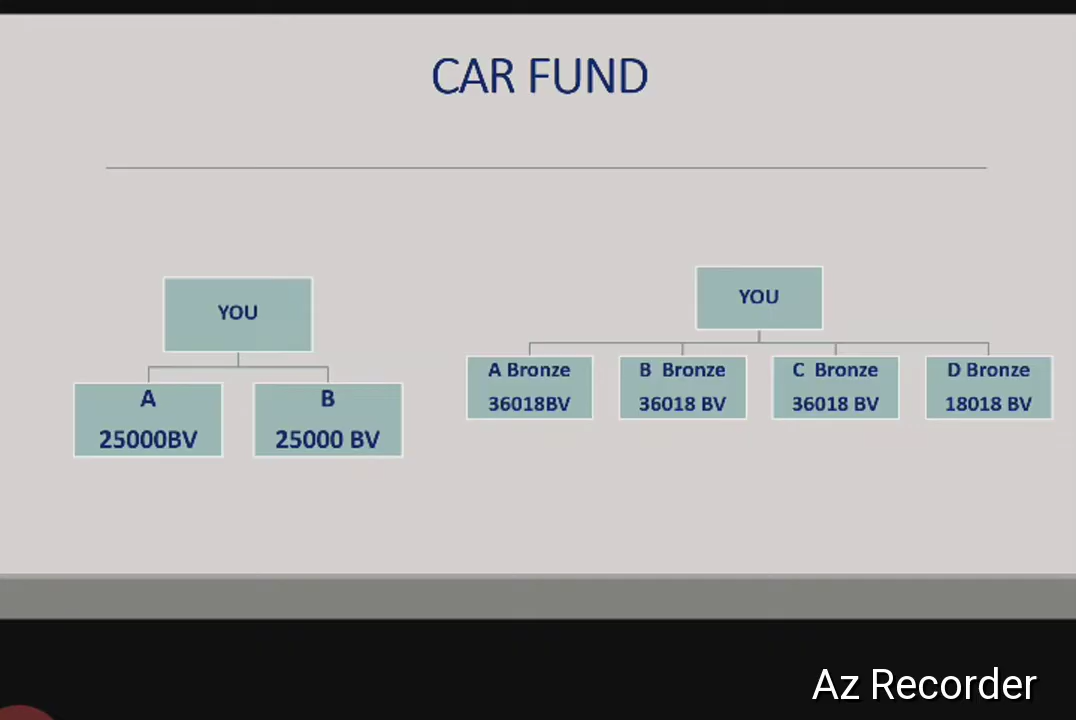 CAR FUND
YOU
A
25000BV
B
25000 BV
YOU
A Bronze
36018BV
B Bronze
36018 BV
C Bronze
36018 BV
D Bronze
18018 BV
Az Recorder